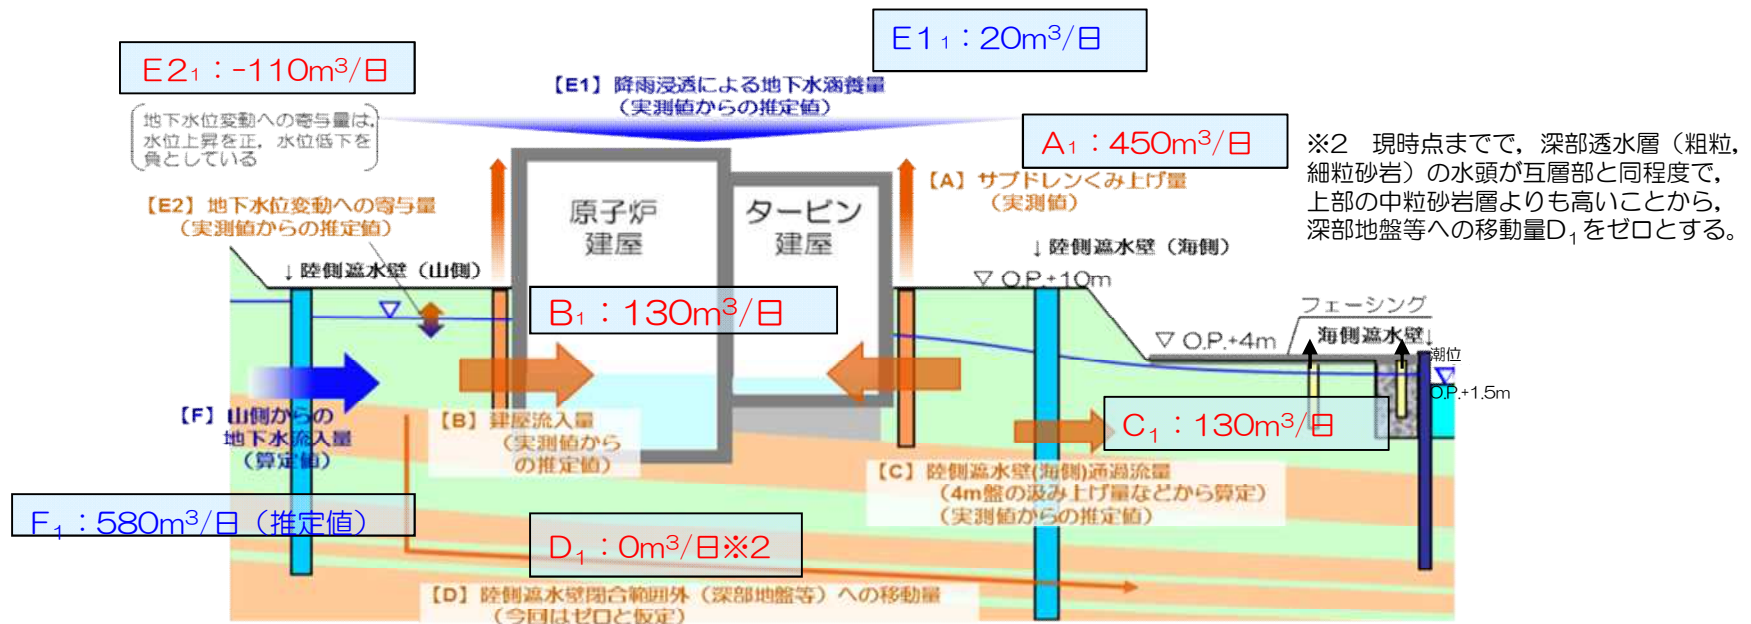 E1₁：20m³/日
E2₁：-110m³/日
【E1】降雨浸透による地下水涵養量
（実測値からの推定値）
地下水位変動への寄与量は，
水位上昇を正，水位低下を
負としている
A₁：450m³/日
※2　現時点までで，深部透水層（粗粒，
細粒砂岩）の水頭が互層部と同程度で，
上部の中粒砂岩層よりも高いことから，
深部地盤等への移動量D₁をゼロとする。
【A】サブドレンくみ上げ量
（実測値）
【E2】地下水位変動への寄与量
（実測値からの推定値）
原子炉
建屋
タービン
建屋
↓陸側遮水壁（山側）
↓陸側遮水壁（海側）
▽O.P.+10m
B₁：130m³/日
フェーシング
▽O.P.+4m
海側遮水壁↓
潮位
O.P.+1.5m
【F】山側からの
地下水流入量
（算定値）
【B】建屋流入量
（実測値から
の推定値）
C₁：130m³/日
【C】陸側遮水壁(海側)通過流量
（4m盤の汲み上げ量などから算定）
（実測値からの推定値）
F₁：580m³/日（推定値）
D₁：0m³/日※2
【D】陸側遮水壁閉合範囲外（深部地盤等）への移動量
（今回はゼロと仮定）